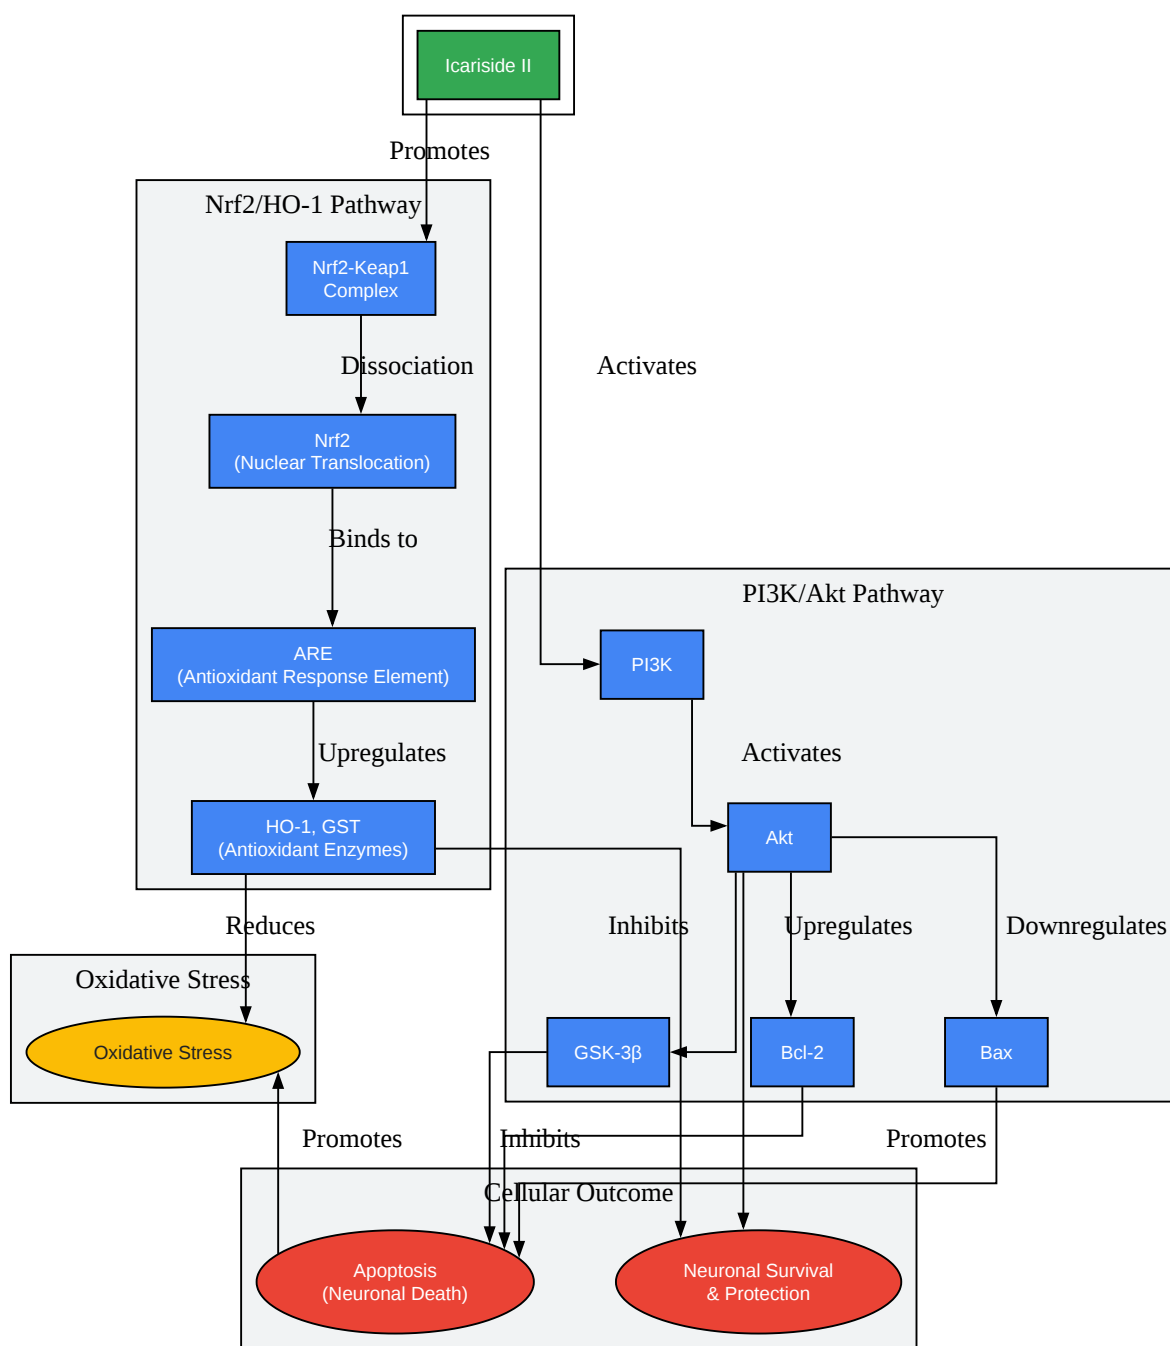 Icariside II
Promotes
Nrf2/HO-1 Pathway
Nrf2-Keap1
Complex
Dissociation
Activates
Nrf2
(Nuclear Translocation)
Binds to
PI3K/Akt Pathway
ARE
(Antioxidant Response Element)
PI3K
Upregulates
Activates
HO-1, GST
(Antioxidant Enzymes)
Akt
Reduces
Inhibits
Upregulates
Downregulates
Oxidative Stress
Oxidative Stress
GSK-3β
Bcl-2
Bax
Promotes
Inhibits
Promotes
Cellular Outcome
Apoptosis
(Neuronal Death)
Neuronal Survival
& Protection